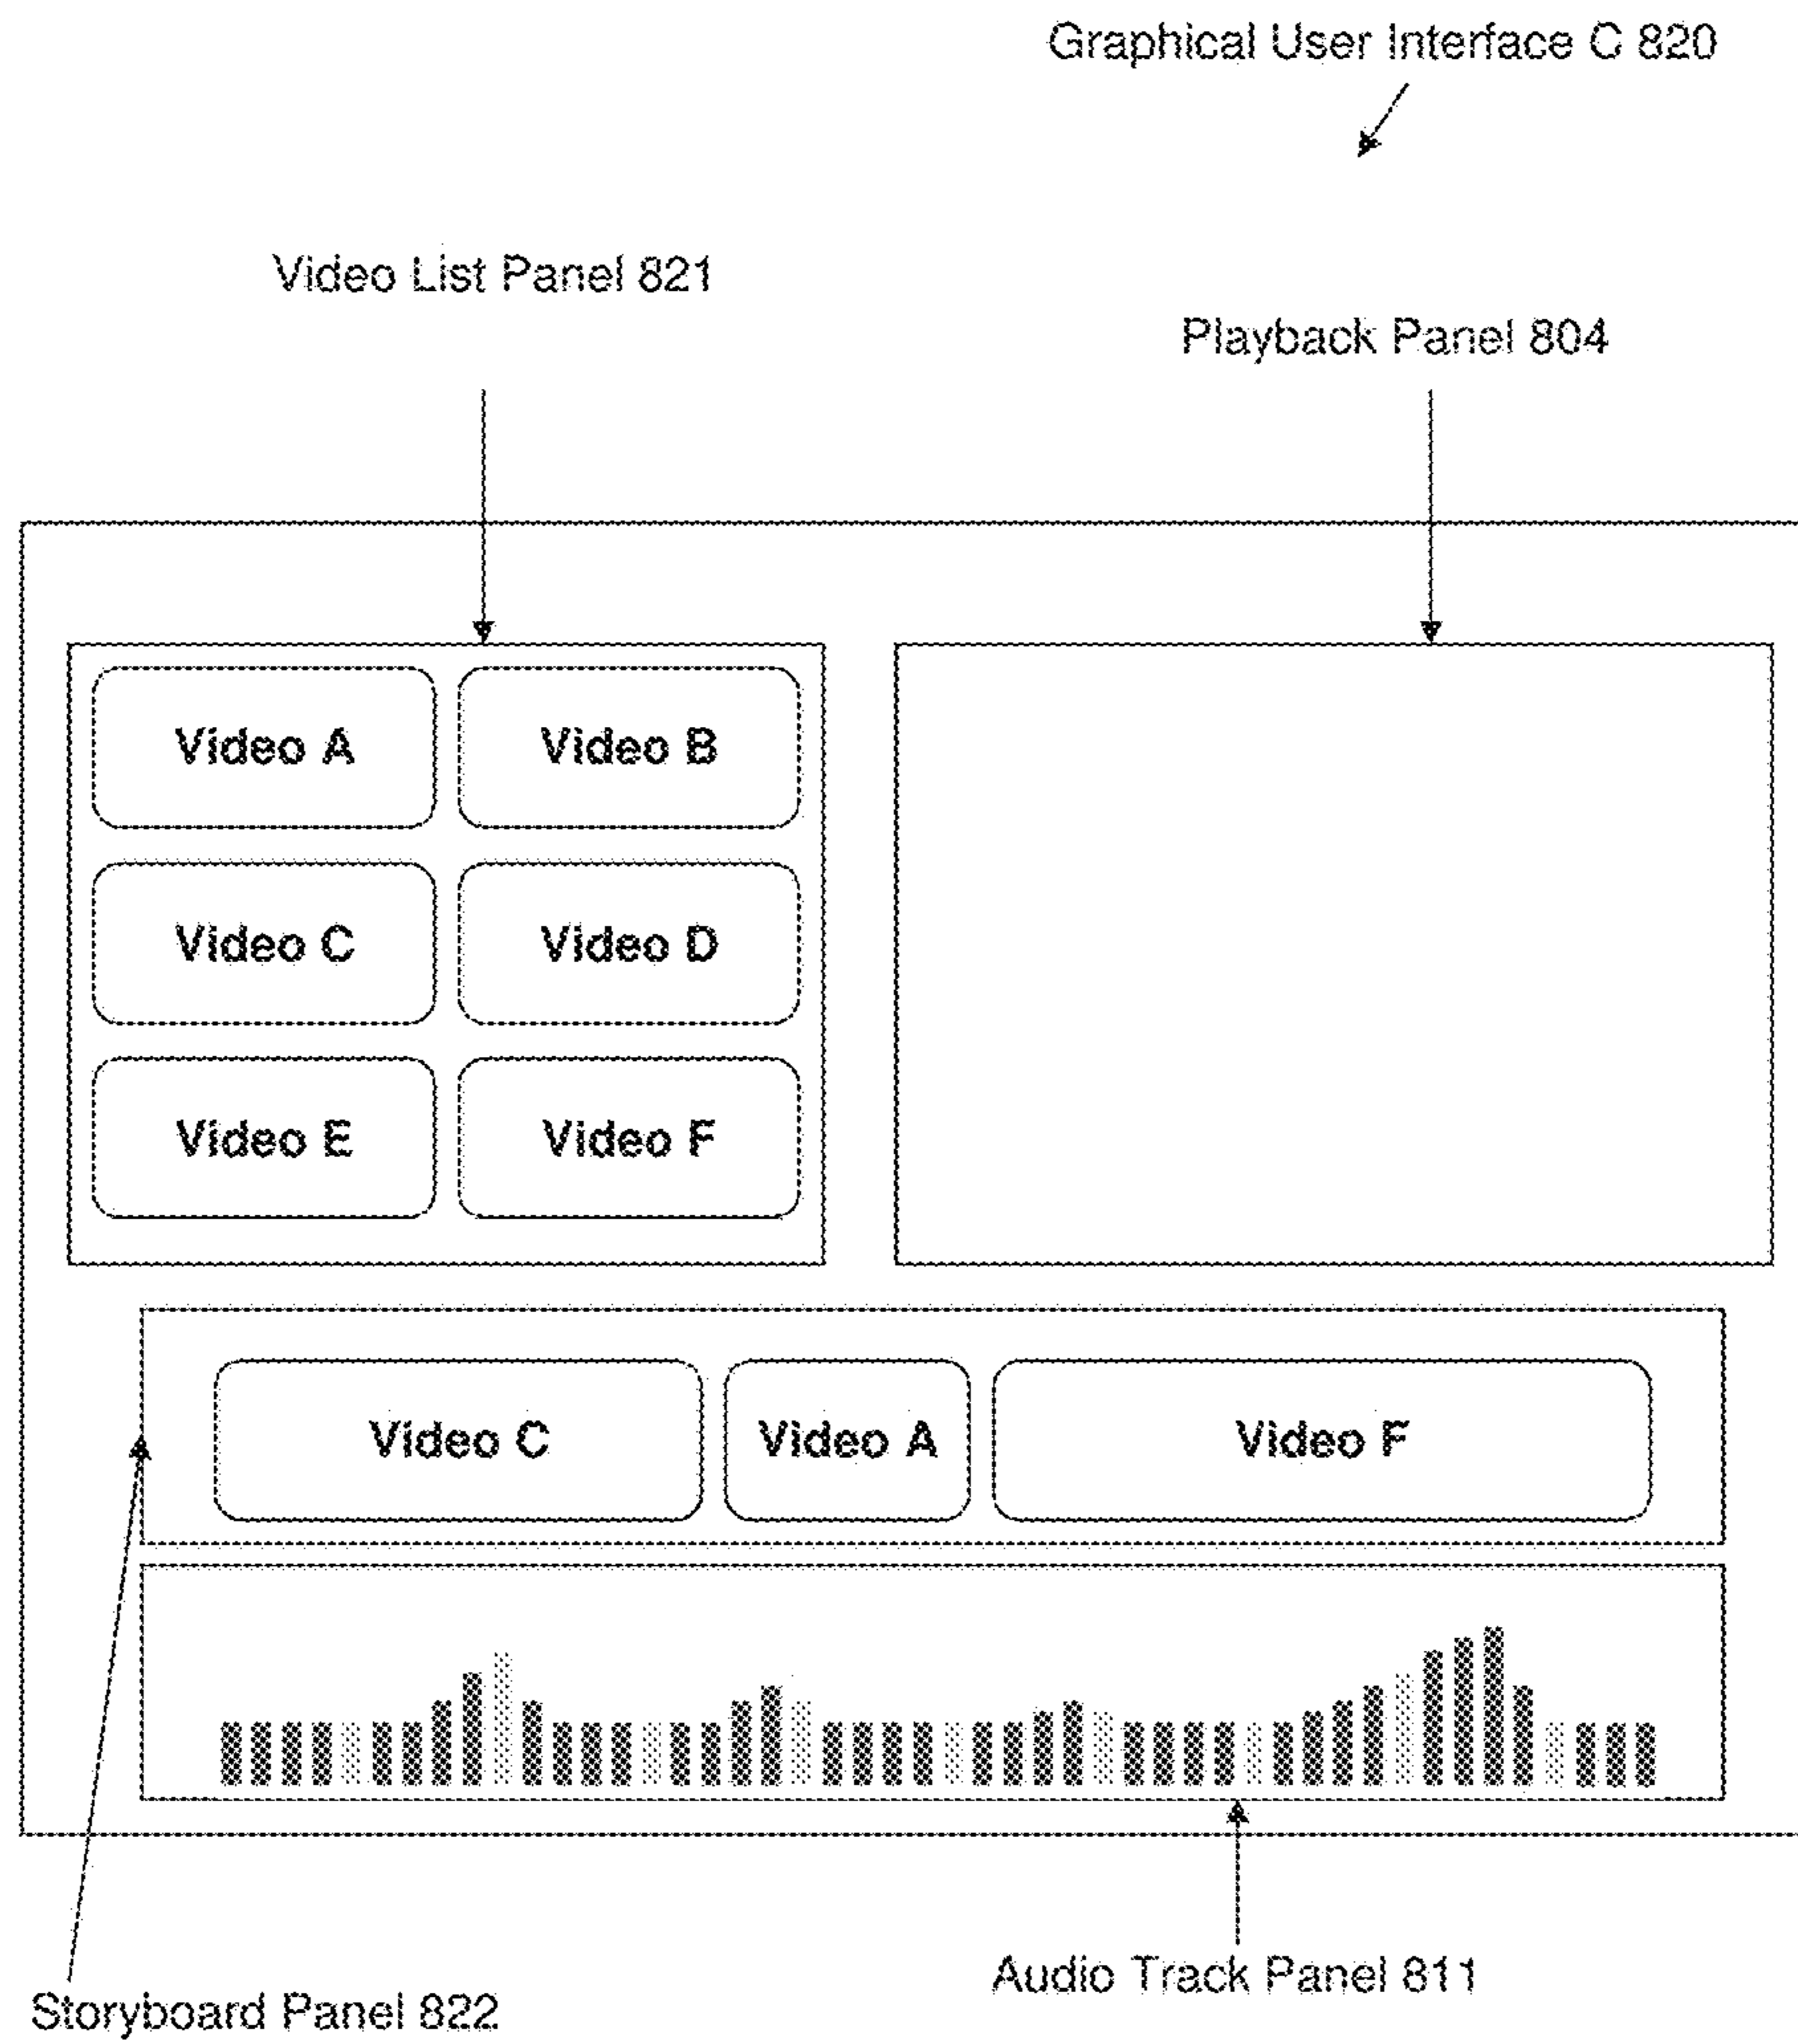 Graphical User Interface C 820
Video List Panel 821
Playback Panel 804
Video A
Video B
Video C
Video D
Video E
Video F
Video C
Video A
Video F
Audio Track Panel 811
Storyboard Panel 822